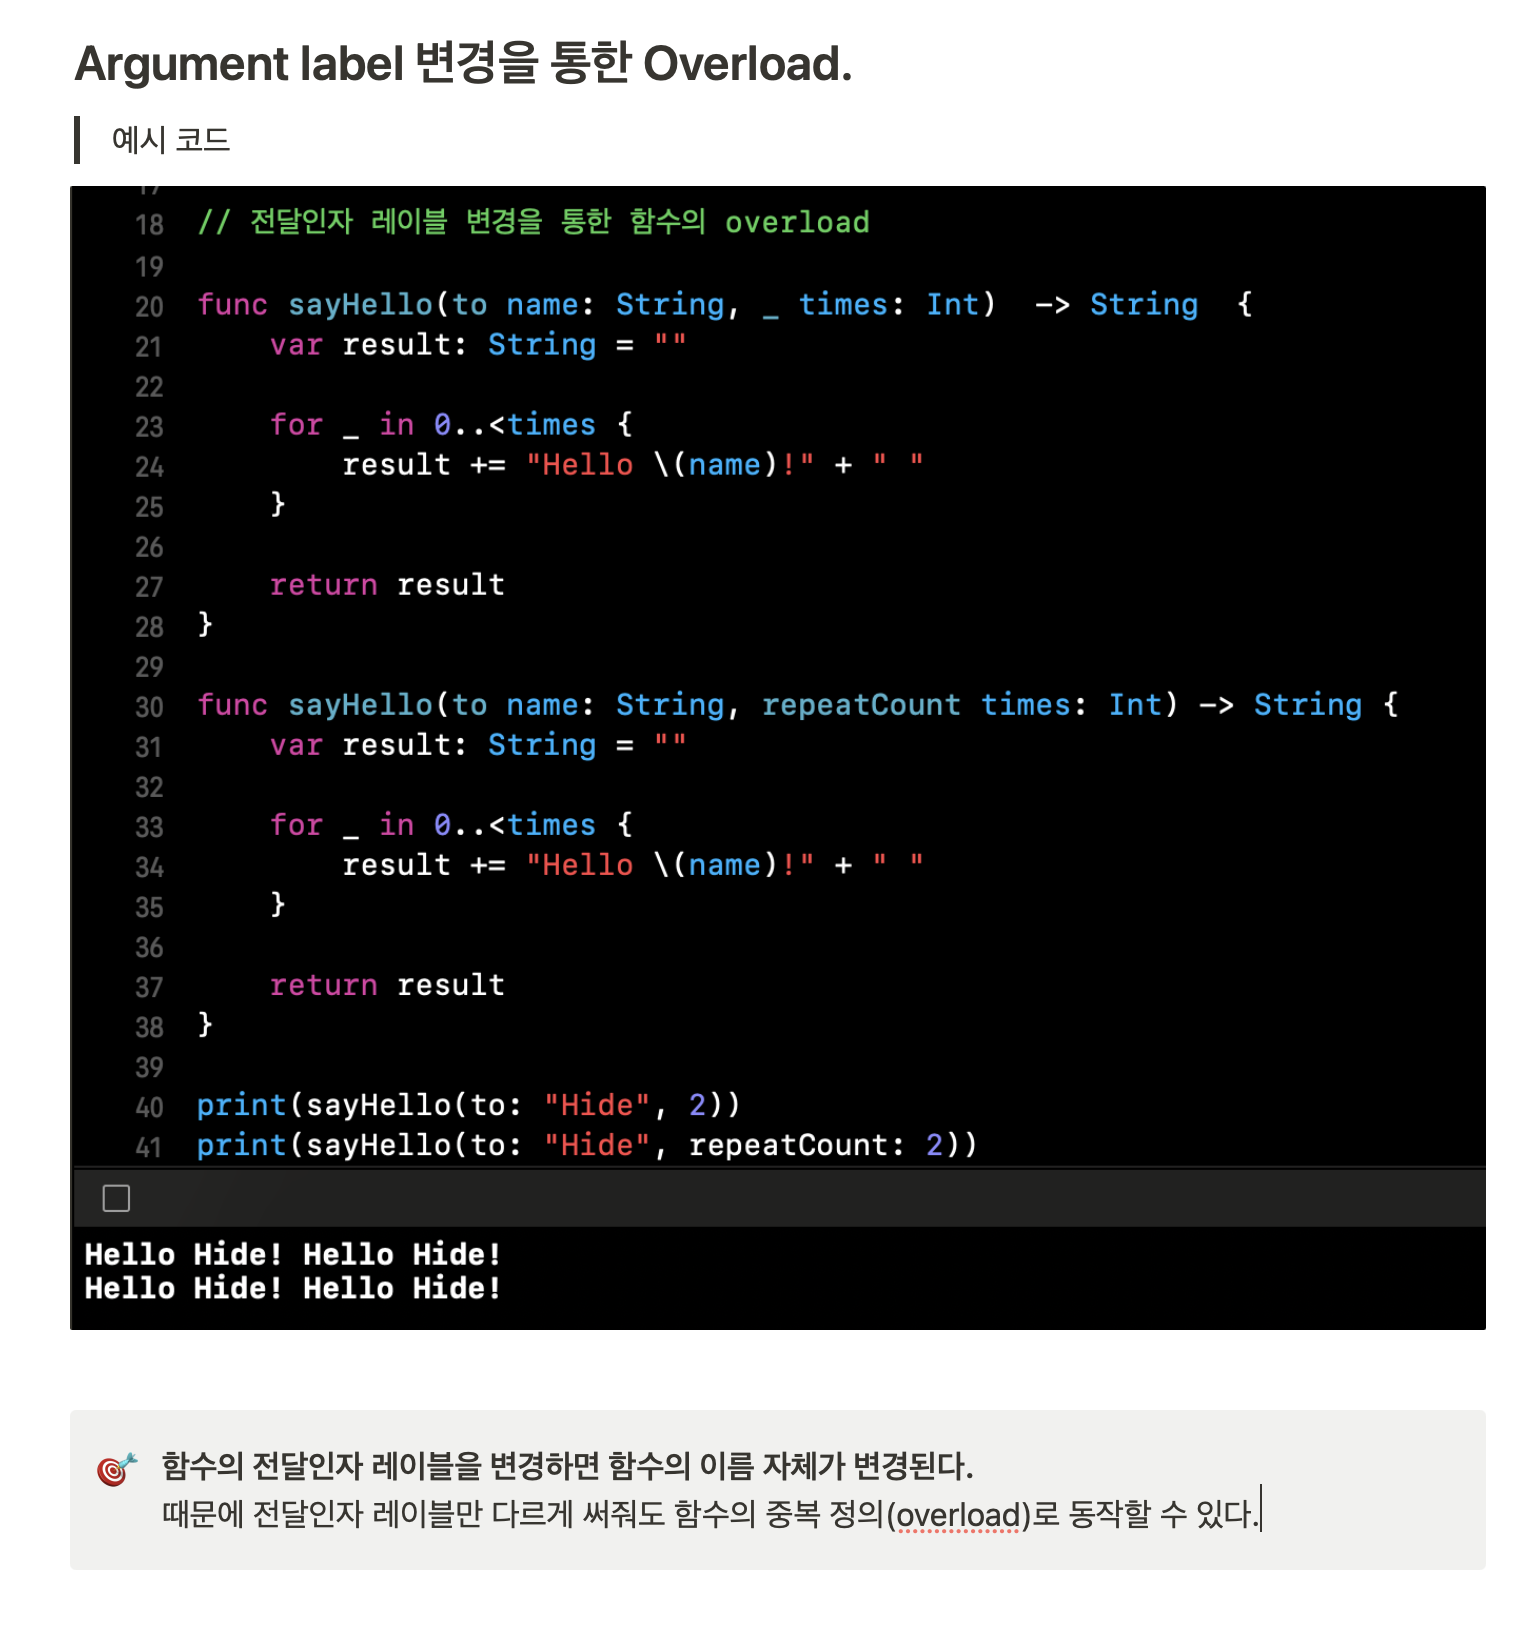 Argument label 변경을 통한 Overload.
예시 코드
17
18 // 전달인자 레이블 변경을 통한 함수의 overload
19
20 func sayHello(to name: String, _ times: Int)  -> String  {
21     var result: String = ""
22
23     for _ in 0..<times {
24         result += "Hello \(name)!" + " "
25     }
26
27     return result
28 }
29
30 func sayHello(to name: String, repeatCount times: Int) -> String {
31     var result: String = ""
32
33     for _ in 0..<times {
34         result += "Hello \(name)!" + " "
35     }
36
37     return result
38 }
39
40 print(sayHello(to: "Hide", 2))
41 print(sayHello(to: "Hide", repeatCount: 2))
Hello Hide! Hello Hide!
Hello Hide! Hello Hide!
함수의 전달인자 레이블을 변경하면 함수의 이름 자체가 변경된다.
때문에 전달인자 레이블만 다르게 써줘도 함수의 중복 정의(overload)로 동작할 수 있다.